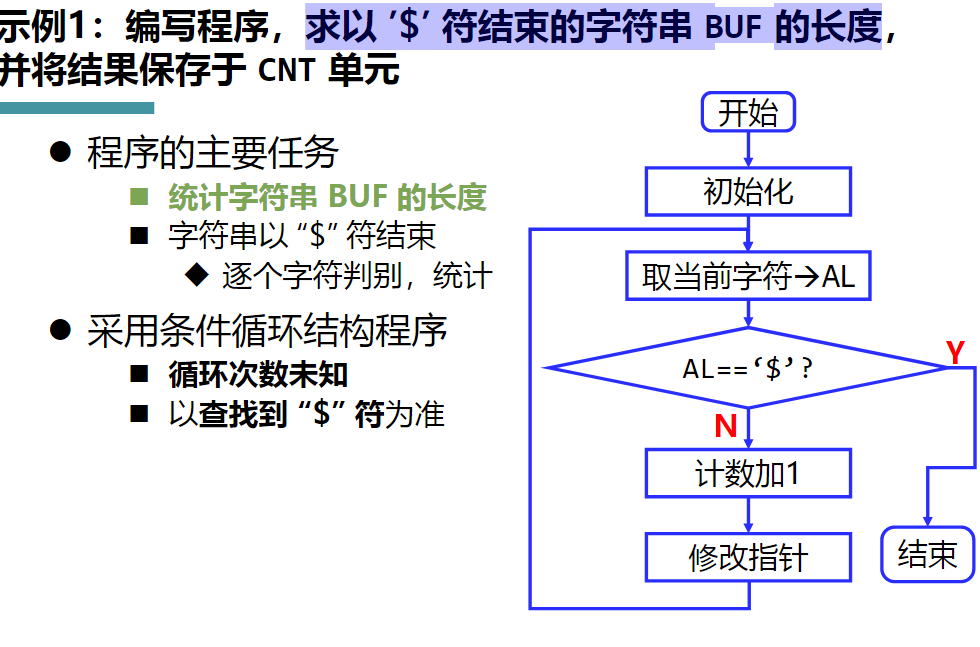 示例1：编写程序，求以 ’$’ 符结束的字符串 BUF 的长度，
并将结果保存于 CNT 单元
程序的主要任务
统计字符串 BUF 的长度
字符串以 “$” 符结束
逐个字符判别，统计
采用条件循环结构程序
循环次数未知
以查找到 “$” 符为准
开始
初始化
取当前字符→AL
AL==‘$’?
Y
N
计数加1
修改指针
结束